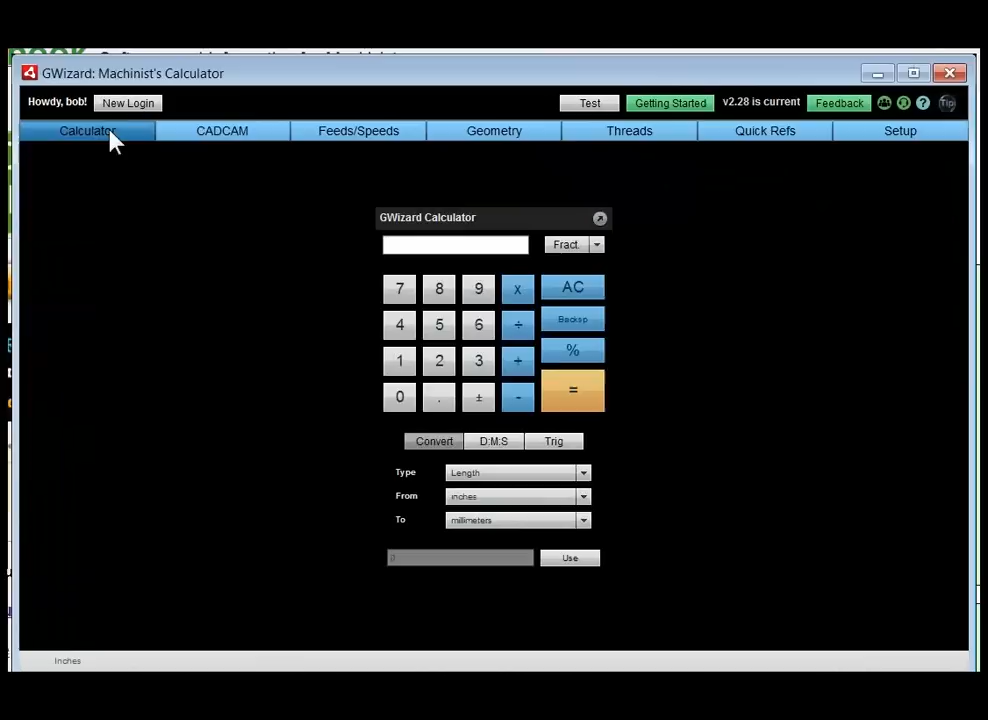 GWizard: Machinist's Calculator
Howdy, bob! New Login Test Getting Started v2.28 is current Feedback ? Tip
Calculator CADCAM Feeds/Speeds Geometry Threads Quick Refs Setup
GWizard Calculator
Fract.
7 8 9 x AC
4 5 6 ÷ Backsp
1 2 3 + %
0 . ± - =
Convert D:M:S Trig
Type Length
From inches
To millimeters
0 Use
Inches